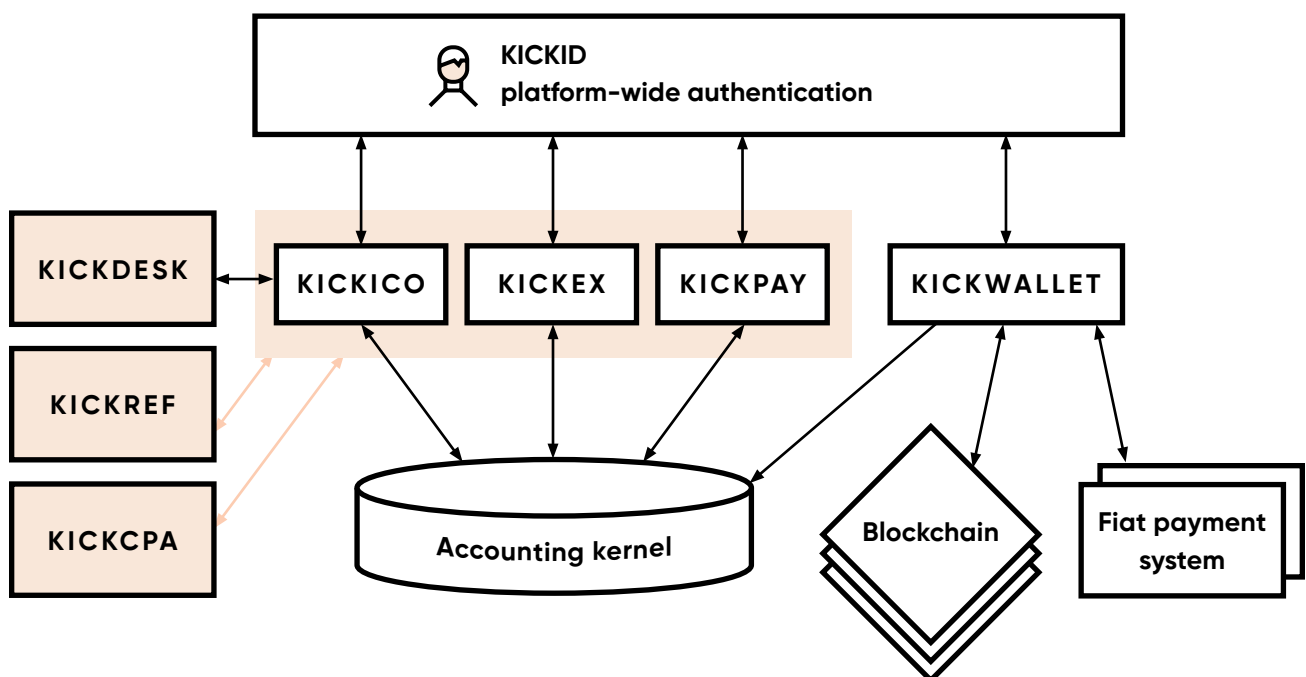 KICKID
platform-wide authentication
KICKDESK
KICKICO
KICKEX
KICKPAY
KICKWALLET
KICKREF
KICKCPA
Accounting kernel
Blockchain
Fiat payment
system